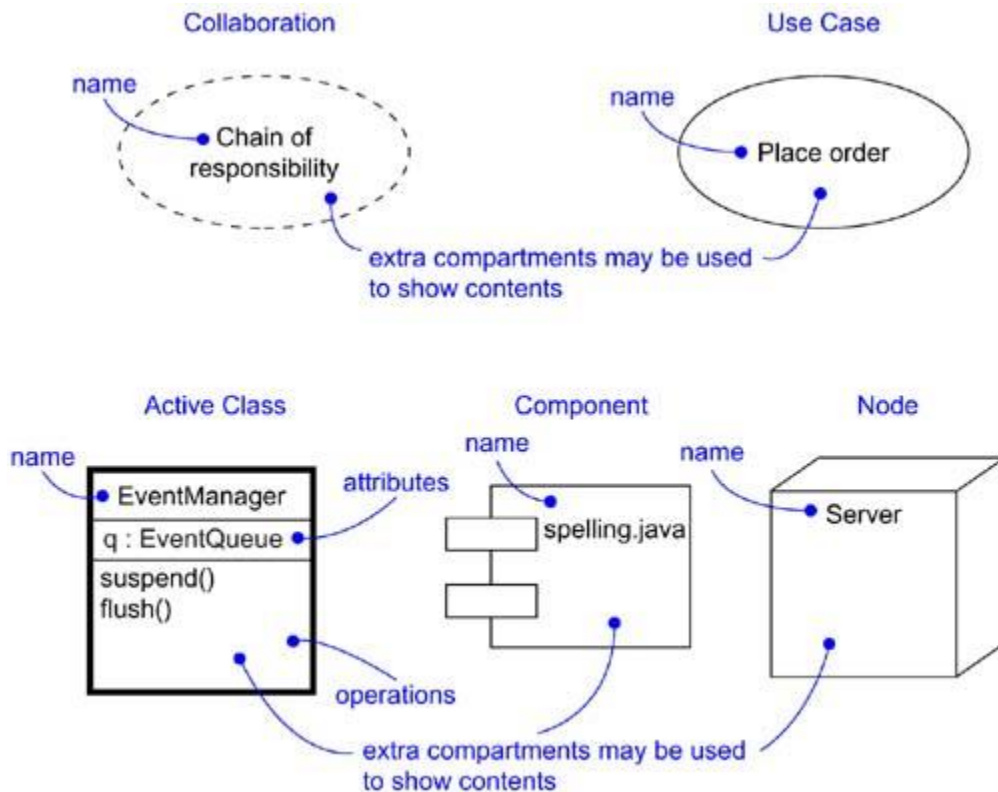 Collaboration
Use Case
name
name
Chain of
responsibility
Place order
extra compartments may be used
to show contents
Active Class
Component
Node
name
name
name
attributes
EventManager
q : EventQueue
suspend()
flush()
spelling.java
Server
operations
extra compartments may be used
to show contents